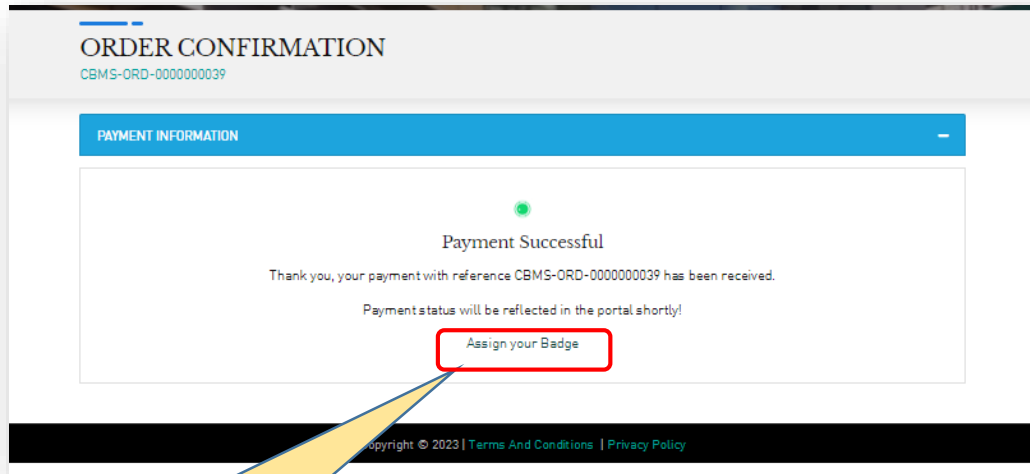 ORDER CONFIRMATION
CBMS-ORD-0000000039
PAYMENT INFORMATION
Payment Successful
Thank you, your payment with reference CBMS-ORD-0000000039 has been received.
Payment status will be reflected in the portal shortly!
Assign your Badge
opyright © 2023 | Terms And Conditions | Privacy Policy